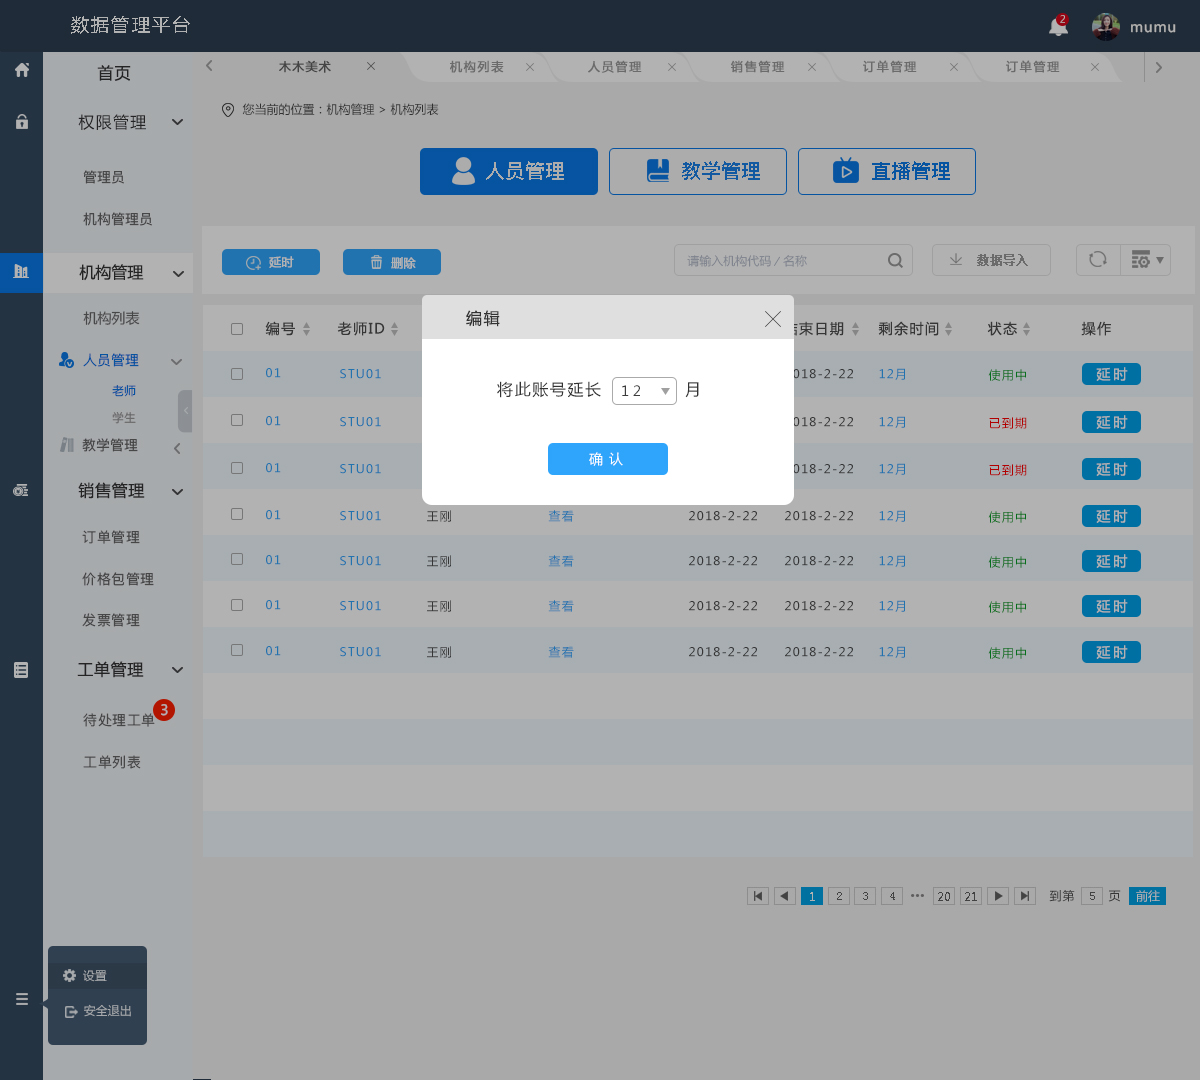 数据管理平台
2
mumu
首页
木木美术
机构列表
人员管理
销售管理
订单管理
订单管理
您当前的位置：机构管理 > 机构列表
权限管理
管理员
机构管理员
人员管理
教学管理
直播管理
机构管理
延时
删除
请输入机构代码 / 名称
数据导入
机构列表
人员管理
老师
学生
教学管理
编辑
将此账号延长 12 月
确 认
编号 老师ID 束日期 剩余时间 状态 操作
01 STU01 018-2-22 12月 使用中 延时
01 STU01 018-2-22 12月 已到期 延时
01 STU01 018-2-22 12月 已到期 延时
01 STU01 王刚 查看 2018-2-22 2018-2-22 12月 使用中 延时
01 STU01 王刚 查看 2018-2-22 2018-2-22 12月 使用中 延时
01 STU01 王刚 查看 2018-2-22 2018-2-22 12月 使用中 延时
01 STU01 王刚 查看 2018-2-22 2018-2-22 12月 使用中 延时
销售管理
订单管理
价格包管理
发票管理
工单管理
待处理工单 3
工单列表
1 2 3 4 ··· 20 21 到第 5 页 前往
设置
安全退出